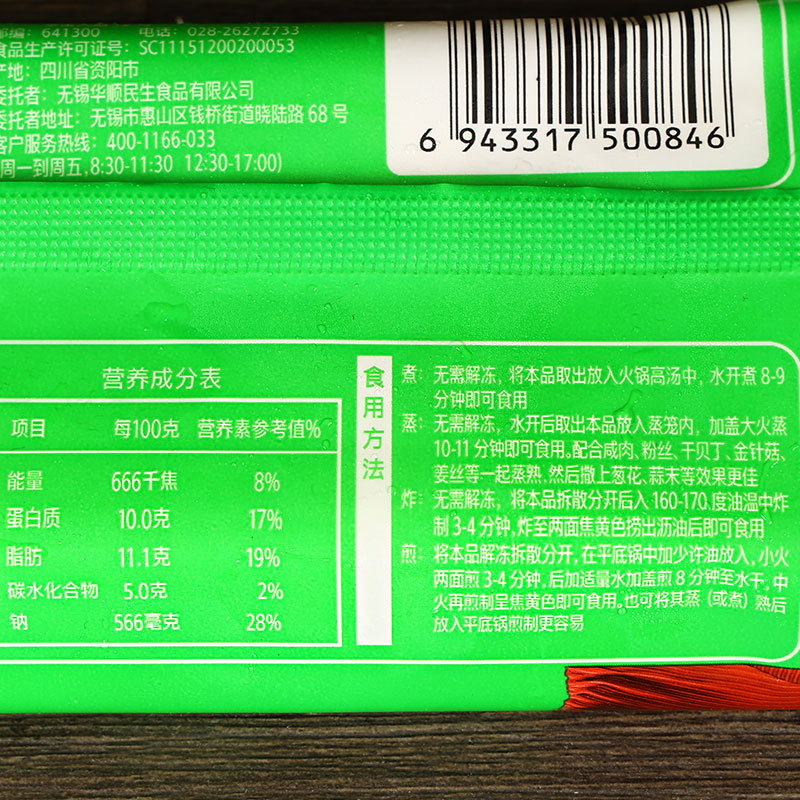 邮编：641300 电话：028-26272733
食品生产许可证号：SC11151200200053
产地：四川省资阳市
委托者：无锡华顺民生食品有限公司
委托者地址：无锡市惠山区钱桥街道晓陆路 68 号
客户服务热线：400-1166-033
(周一到周五,8:30-11:30 12:30-17:00)
6 943317 500846
营养成分表
项目 每100克 营养素参考值%
能量 666千焦 8%
蛋白质 10.0克 17%
脂肪 11.1克 19%
碳水化合物 5.0克 2%
钠 566毫克 28%
食用方法
煮：无需解冻，将本品取出放入火锅高汤中，水开煮 8-9
分钟即可食用
蒸：无需解冻，水开后取出本品放入蒸笼内，加盖大火蒸
10-11 分钟即可食用。配合咸肉、粉丝、干贝丁、金针菇、
姜丝等一起蒸熟,然后撒上葱花、蒜末等效果更佳
炸：无需解冻，将本品拆散分开后入 160-170.度油温中炸
制 3-4 分钟,炸至两面焦黄色捞出沥油后即可食用
煎：将本品解冻拆散分开，在平底锅中加少许油放入，小火
两面煎 3-4 分钟，后加适量水加盖煎 8 分钟至水干，中
火再煎制呈焦黄色即可食用。也可将其蒸（或煮）熟后
放入平底锅煎制更容易